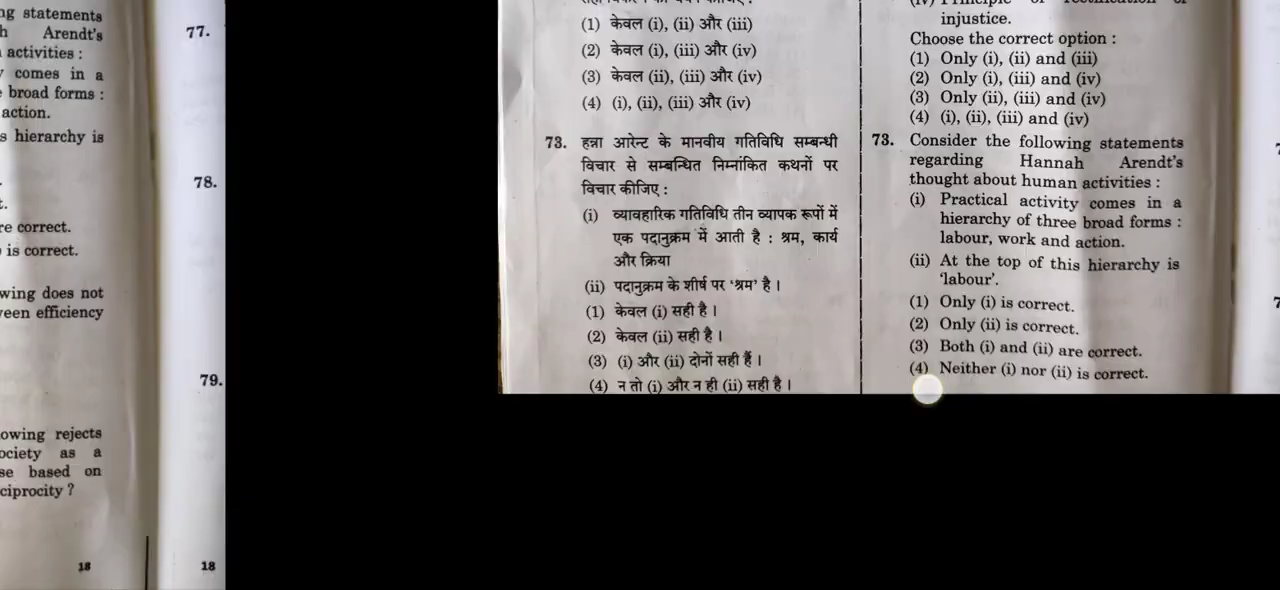 ng statements
h Arendt's
activities :
comes in a
broad forms :
action.
s hierarchy is
re correct.
is correct.
wing does not
veen efficiency
owing rejects
ociety as a
se based on
ciprocity ?
18
77.
78.
79.
18
(1) केवल (i), (ii) और (iii)
(2) केवल (i), (iii) और (iv)
(3) केवल (ii), (iii) और (iv)
(4) (i), (ii), (iii) और (iv)
73. हन्ना आरेन्ट के मानवीय गतिविधि सम्बन्धी
विचार से सम्बन्धित निम्नांकित कथनों पर
विचार कीजिए :
(i) व्यावहारिक गतिविधि तीन व्यापक रूपों में
एक पदानुक्रम में आती है : श्रम, कार्य
और क्रिया
(ii) पदानुक्रम के शीर्ष पर ‘श्रम’ है ।
(1) केवल (i) सही है ।
(2) केवल (ii) सही है ।
(3) (i) और (ii) दोनों सही हैं ।
(4) न तो (i) और न ही (ii) सही है ।
injustice.
Choose the correct option :
(1) Only (i), (ii) and (iii)
(2) Only (i), (iii) and (iv)
(3) Only (ii), (iii) and (iv)
(4) (i), (ii), (iii) and (iv)
73. Consider the following statements
regarding Hannah Arendt's
thought about human activities :
(i) Practical activity comes in a
hierarchy of three broad forms :
labour, work and action.
(ii) At the top of this hierarchy is
‘labour’.
(1) Only (i) is correct.
(2) Only (ii) is correct.
(3) Both (i) and (ii) are correct.
(4) Neither (i) nor (ii) is correct.